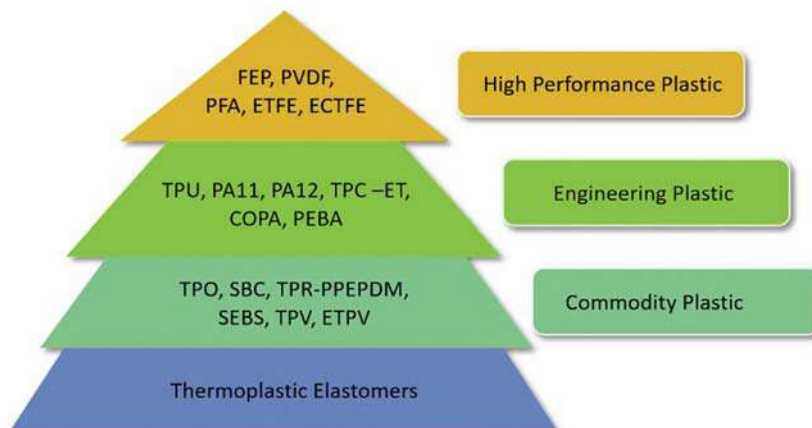 FEP, PVDF,
PFA, ETFE, ECTFE
High Performance Plastic
TPU, PA11, PA12, TPC –ET,
COPA, PEBA
Engineering Plastic
TPO, SBC, TPR-PPEPDM,
SEBS, TPV, ETPV
Commodity Plastic
Thermoplastic Elastomers